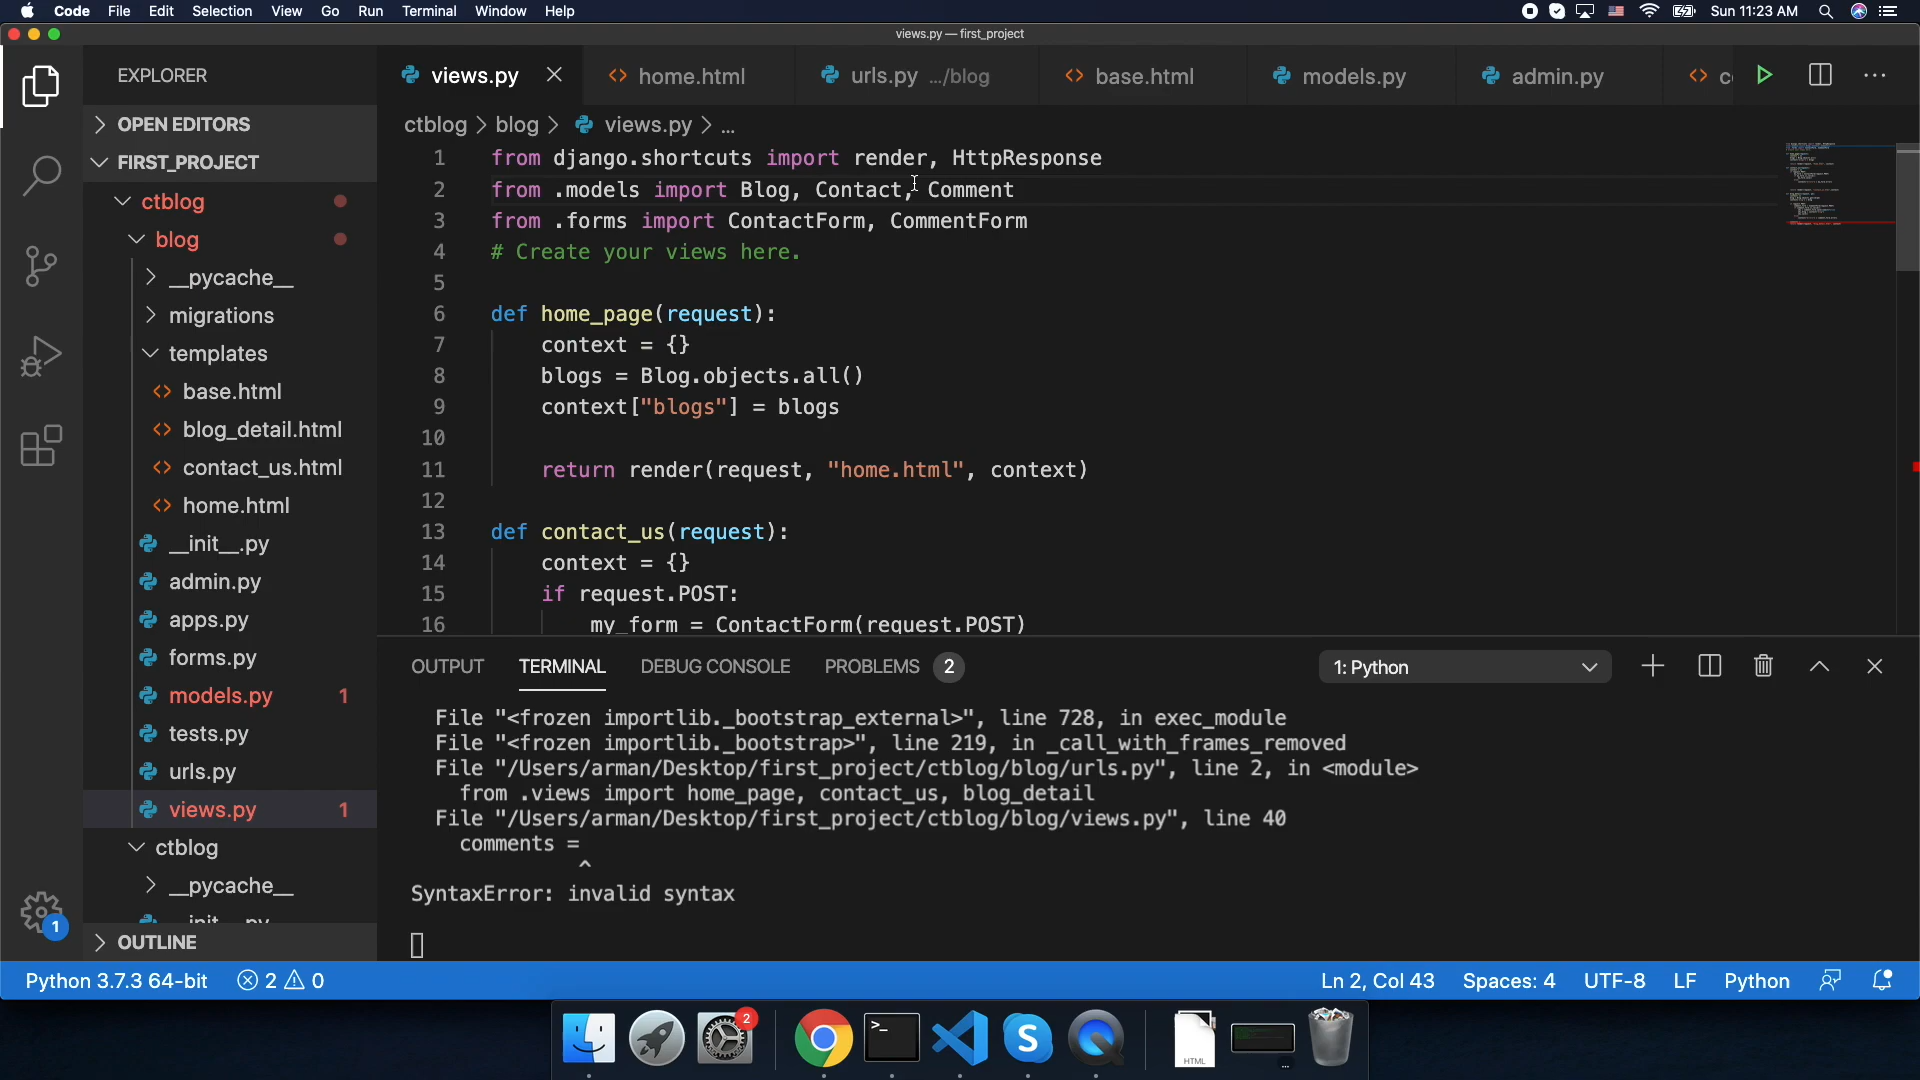 Code File Edit Selection View Go Run Terminal Window Help
Sun 11:23 AM
views.py — first_project
EXPLORER
OPEN EDITORS
FIRST_PROJECT
ctblog
blog
__pycache__
migrations
templates
base.html
blog_detail.html
contact_us.html
home.html
__init__.py
admin.py
apps.py
forms.py
models.py 1
tests.py
urls.py
views.py 1
ctblog
__pycache__
__init__.py
OUTLINE
1
views.py home.html urls.py .../blog base.html models.py admin.py
ctblog > blog > views.py > ...
1 from django.shortcuts import render, HttpResponse
2 from .models import Blog, Contact, Comment
3 from .forms import ContactForm, CommentForm
4 # Create your views here.
5
6 def home_page(request):
7 context = {}
8 blogs = Blog.objects.all()
9 context["blogs"] = blogs
10
11 return render(request, "home.html", context)
12
13 def contact_us(request):
14 context = {}
15 if request.POST:
16 my_form = ContactForm(request.POST)
OUTPUT TERMINAL DEBUG CONSOLE PROBLEMS 2
1: Python
File "<frozen importlib._bootstrap_external>", line 728, in exec_module
File "<frozen importlib._bootstrap>", line 219, in _call_with_frames_removed
File "/Users/arman/Desktop/first_project/ctblog/blog/urls.py", line 2, in <module>
from .views import home_page, contact_us, blog_detail
File "/Users/arman/Desktop/first_project/ctblog/blog/views.py", line 40
comments =
^
SyntaxError: invalid syntax
Python 3.7.3 64-bit 2 0
Ln 2, Col 43 Spaces: 4 UTF-8 LF Python
2
HTML